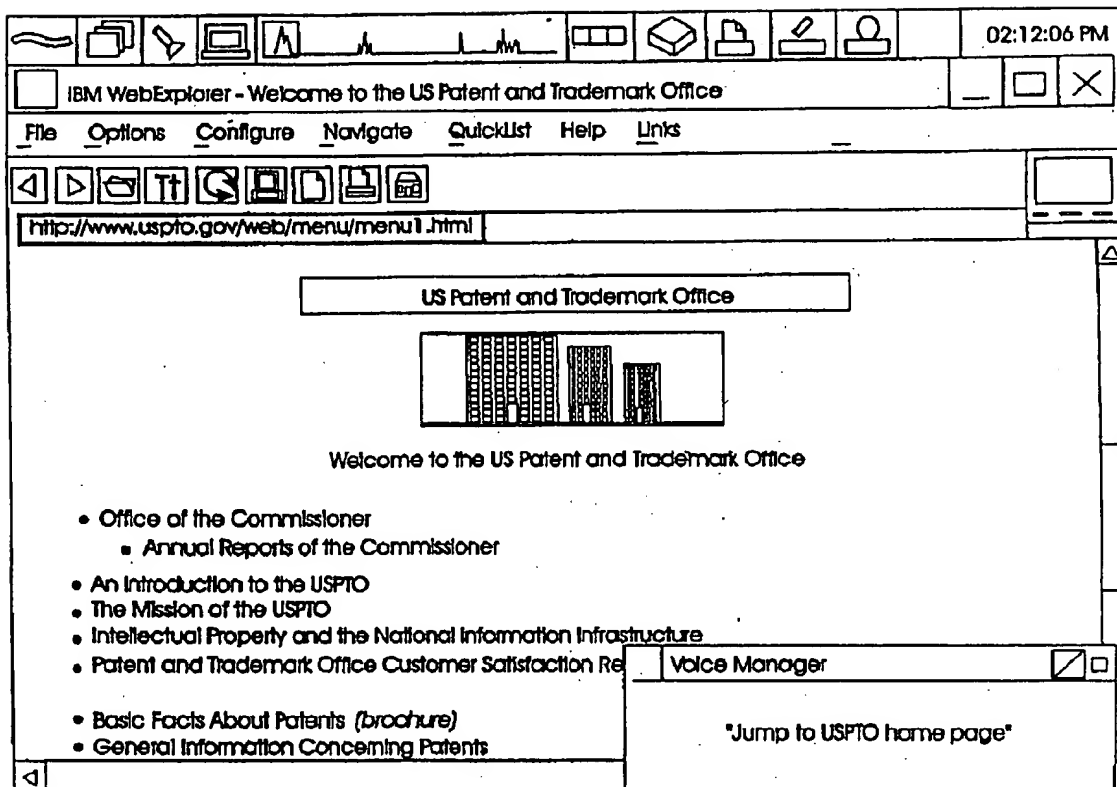 02:12:06 PM
IBM WebExplorer - Welcome to the US Patent and Trademark Office
File Options Configure Navigate QuickList Help Links
http://www.uspto.gov/web/menu/menu1.html
US Patent and Trademark Office
Welcome to the US Patent and Trademark Office
• Office of the Commissioner
• Annual Reports of the Commissioner
• An Introduction to the USPTO
• The Mission of the USPTO
• Intellectual Property and the National Information Infrastructure
• Patent and Trademark Office Customer Satisfaction Re
• Basic Facts About Patents (brochure)
• General Information Concerning Patents
Voice Manager
"Jump to USPTO home page"